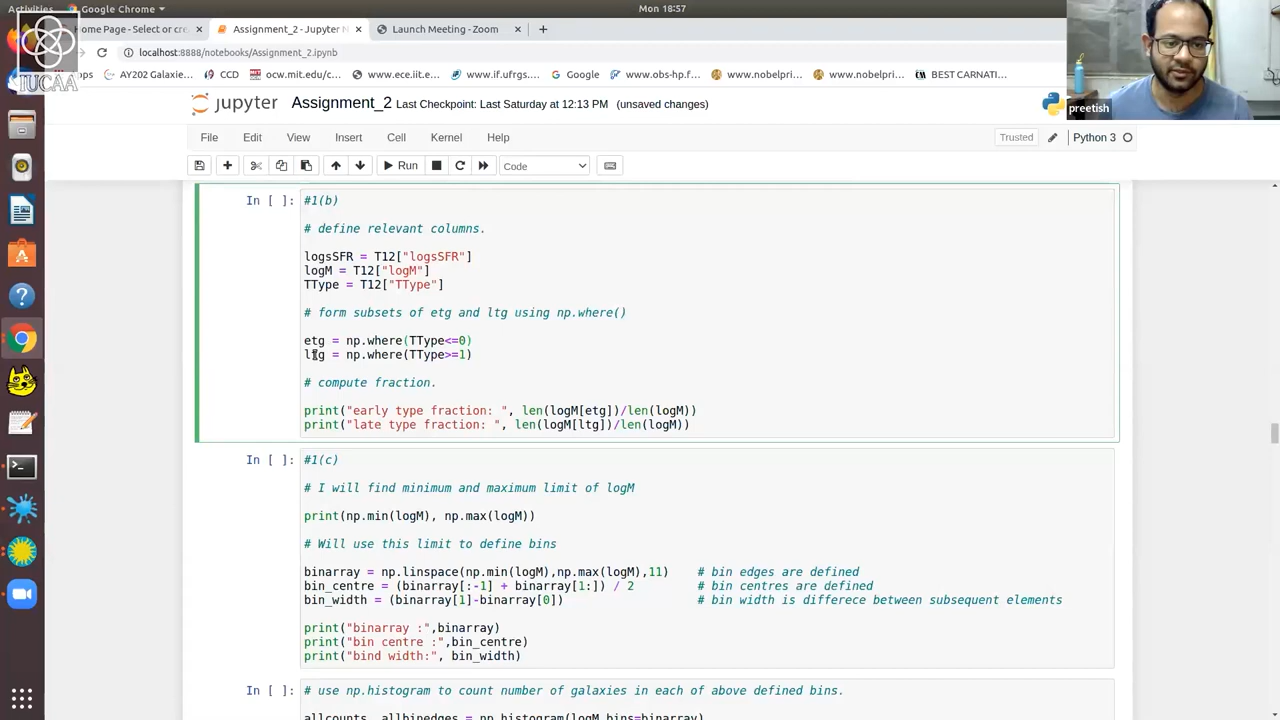 Activities
Google Chrome
Mon 18:57
Home Page - Select or cre
Assignment_2 - Jupyter N
Launch Meeting - Zoom
localhost:8888/notebooks/Assignment_2.ipynb
AY202 Galaxie
CCD
ocw.mit.edu/c…
www.ece.iit.e…
www.if.ufrgs.…
Google
www.obs-hp.f…
www.nobelpri…
www.nobelpri…
BEST CARNATI…
IUCAA
preetish
jupyter
Assignment_2
Last Checkpoint: Last Saturday at 12:13 PM
(unsaved changes)
File
Edit
View
Insert
Cell
Kernel
Help
Trusted
Python 3
Run
Code
In [ ]:
#1(b)
# define relevant columns.
logsSFR = T12["logsSFR"]
logM = T12["logM"]
TType = T12["TType"]
# form subsets of etg and ltg using np.where()
etg = np.where(TType<=0)
ltg = np.where(TType>=1)
# compute fraction.
print("early type fraction: ", len(logM[etg])/len(logM))
print("late type fraction: ", len(logM[ltg])/len(logM))
In [ ]:
#1(c)
# I will find minimum and maximum limit of logM
print(np.min(logM), np.max(logM))
# Will use this limit to define bins
binarray = np.linspace(np.min(logM),np.max(logM),11) # bin edges are defined
bin_centre = (binarray[:-1] + binarray[1:]) / 2 # bin centres are defined
bin_width = (binarray[1]-binarray[0]) # bin width is differece between subsequent elements
print("binarray :",binarray)
print("bin centre :",bin_centre)
print("bind width:", bin_width)
In [ ]:
# use np.histogram to count number of galaxies in each of above defined bins.
allcounts, allbinedges = np.histogram(logM,bins=binarray)